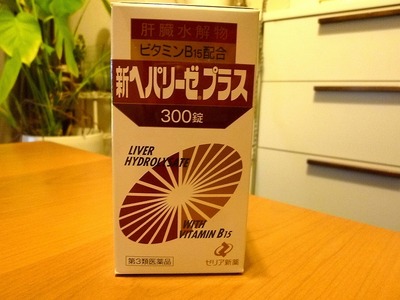 肝臓水解物
ビタミンB15配合
新ヘパリーゼ®プラス
300錠
LIVER
HYDROLYSATE
WITH
VITAMIN B15
第3類医薬品
ゼリア新薬